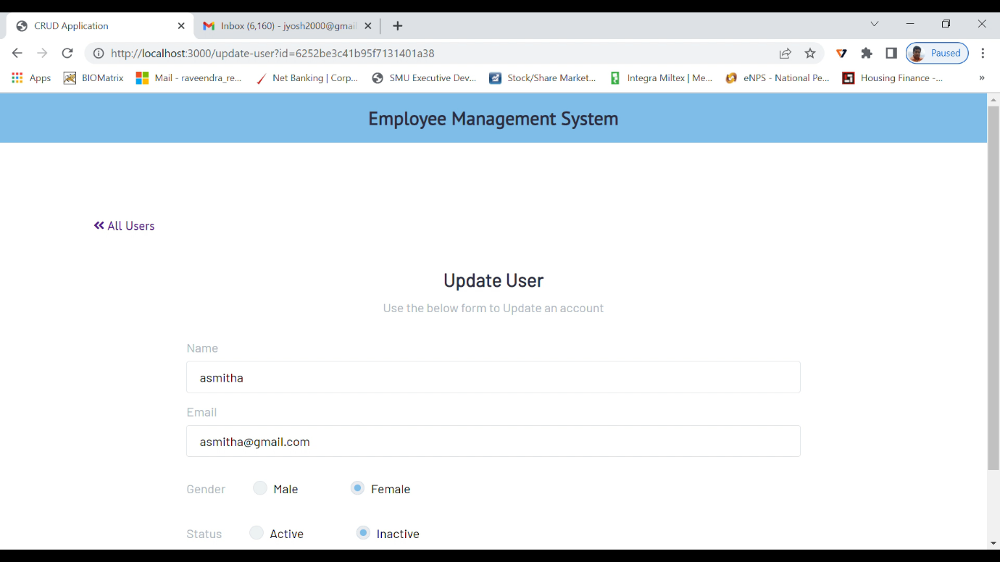 CRUD Application
Inbox (6,160) - jyosh2000@gmail
http://localhost:3000/update-user?id=6252be3c41b95f7131401a38
Paused
Apps
BIOMatrix
Mail - raveendra_re...
Net Banking | Corp...
SMU Executive Dev...
Stock/Share Market...
Integra Miltex | Me...
eNPS - National Pe...
Housing Finance -...
»
Employee Management System
All Users
Update User
Use the below form to Update an account
Name
asmitha
Email
asmitha@gmail.com
Gender Male Female
Status Active Inactive